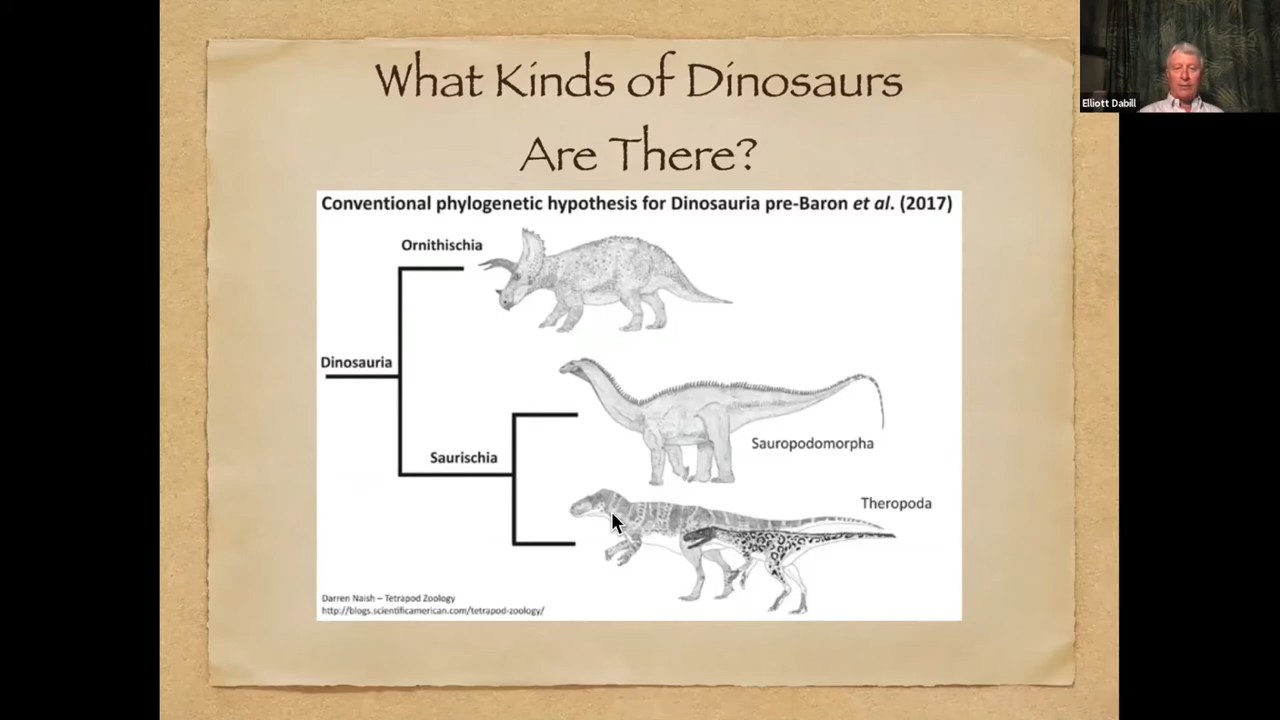 What Kinds of Dinosaurs
Are There?
Elliott Dabill
Conventional phylogenetic hypothesis for Dinosauria pre-Baron et al. (2017)
Ornithischia
Dinosauria
Sauropodomorpha
Saurischia
Theropoda
Darren Naish – Tetrapod Zoology
http://blogs.scientificamerican.com/tetrapod-zoology/